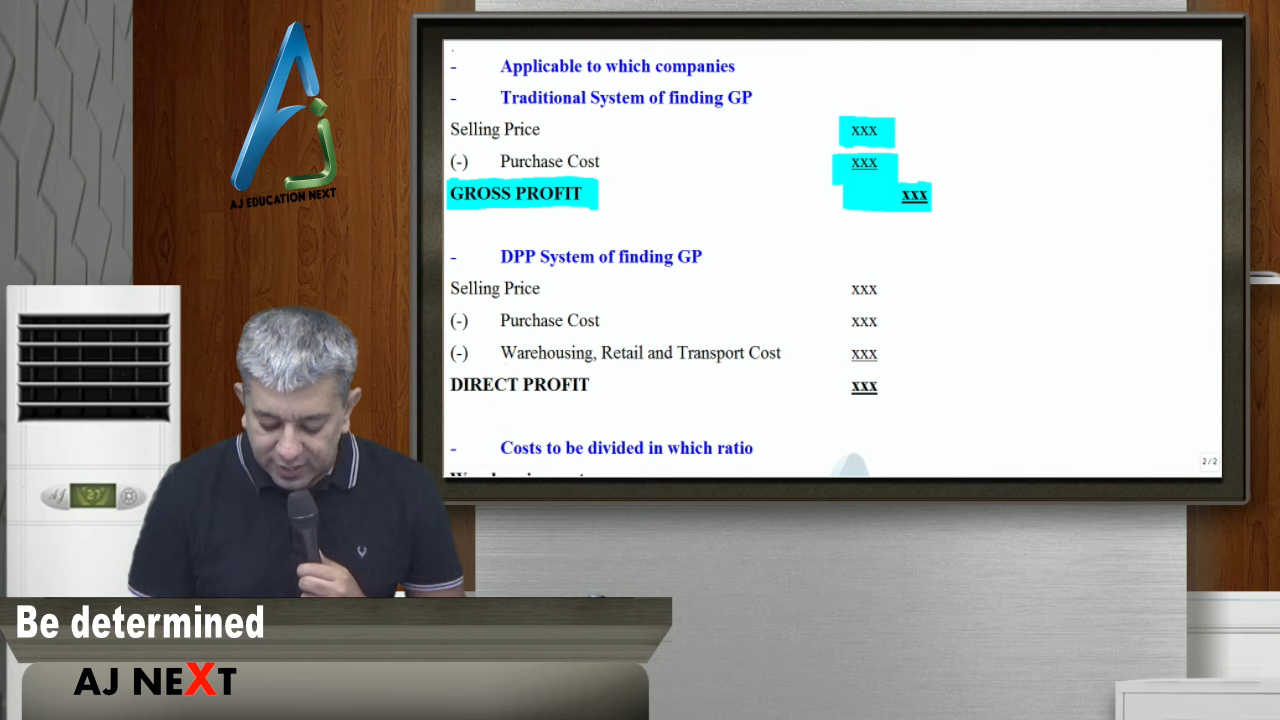 - Applicable to which companies
- Traditional System of finding GP
Selling Price xxx
(-) Purchase Cost xxx
GROSS PROFIT xxx
- DPP System of finding GP
Selling Price xxx
(-) Purchase Cost xxx
(-) Warehousing, Retail and Transport Cost xxx
DIRECT PROFIT xxx
- Costs to be divided in which ratio
2/2
AJ EDUCATION NEXT
27
Be determined
AJ NEXT